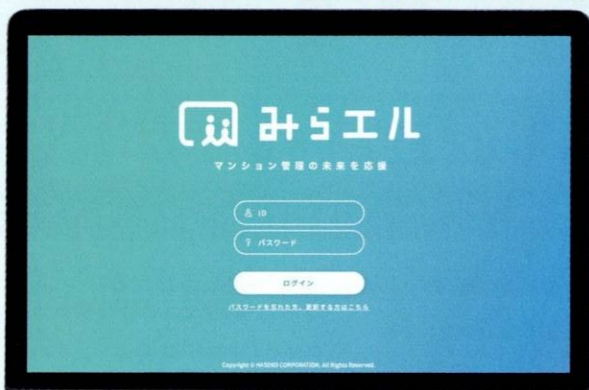 みらエル
マンション管理の未来を応援
ID
パスワード
ログイン
パスワードを忘れた方、更新する方はこちら
Copyright © HASEKO CORPORATION. All Rights Reserved.